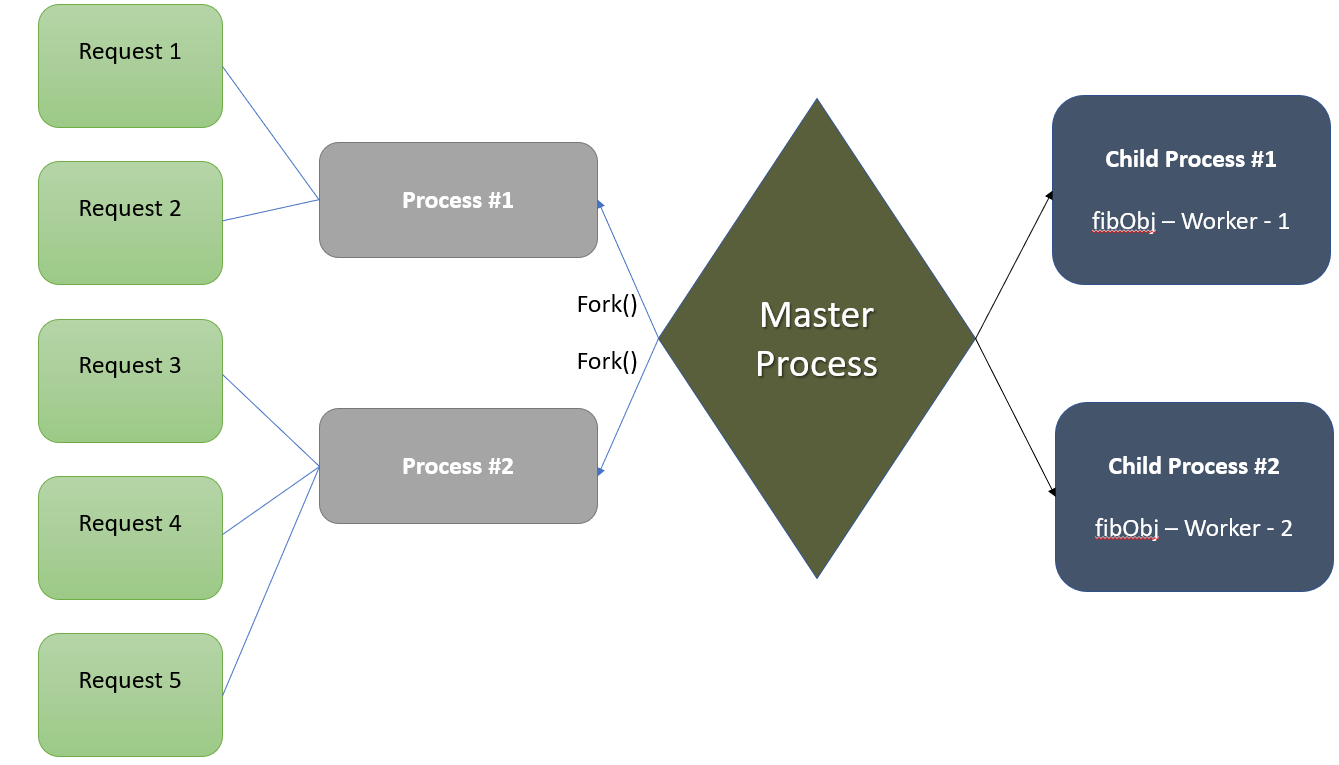 Request 1
Request 2
Request 3
Request 4
Request 5
Process #1
Process #2
Fork()
Fork()
Master
Process
Child Process #1
fibObj – Worker - 1
Child Process #2
fibObj – Worker - 2